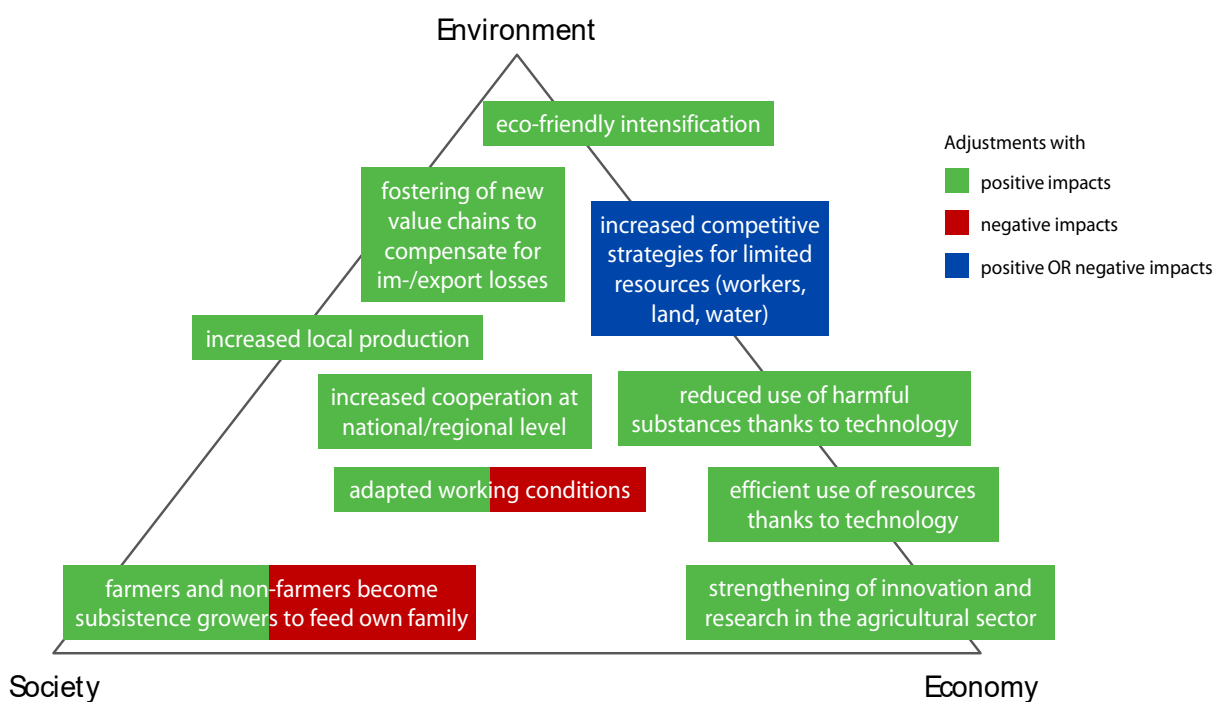 Environment
eco-friendly intensification
Adjustments with
positive impacts
negative impacts
positive OR negative impacts
fostering of new
value chains to
compensate for
im-/export losses
increased competitive
strategies for limited
resources (workers,
land, water)
increased local production
increased cooperation at
national/regional level
reduced use of harmful
substances thanks to technology
adapted working conditions
efficient use of resources
thanks to technology
farmers and non-farmers become
subsistence growers to feed own family
strengthening of innovation and
research in the agricultural sector
Society
Economy